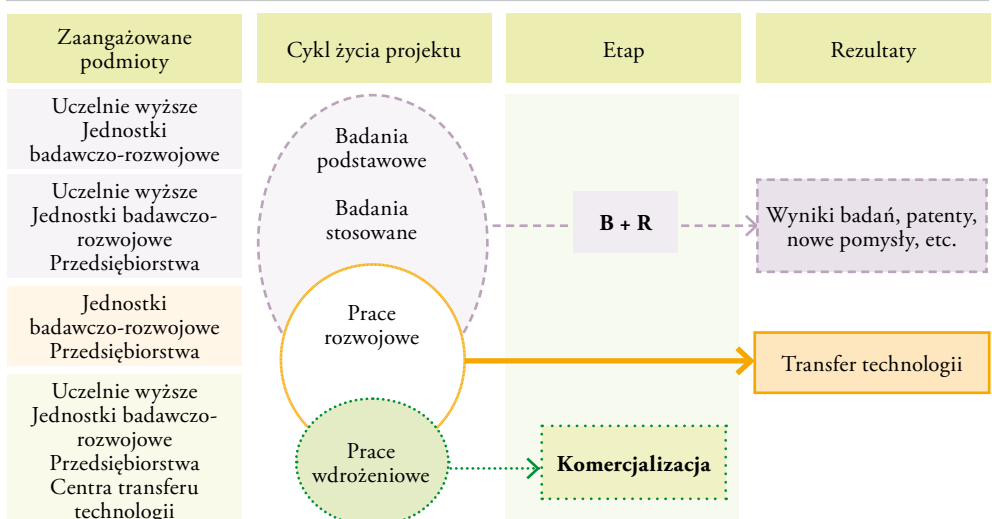 Zaangażowane
podmioty
Cykl życia projektu
Etap
Rezultaty
Uczelnie wyższe
Jednostki
badawczo-rozwojowe
Uczelnie wyższe
Jednostki badawczo-
rozwojowe
Przedsiębiorstwa
Jednostki
badawczo-rozwojowe
Przedsiębiorstwa
Uczelnie wyższe
Jednostki badawczo-
rozwojowe
Przedsiębiorstwa
Centra transferu
technologii
Badania
podstawowe
Badania
stosowane
Prace
rozwojowe
Prace
wdrożeniowe
B + R
Komercjalizacja
Wyniki badań, patenty,
nowe pomysły, etc.
Transfer technologii